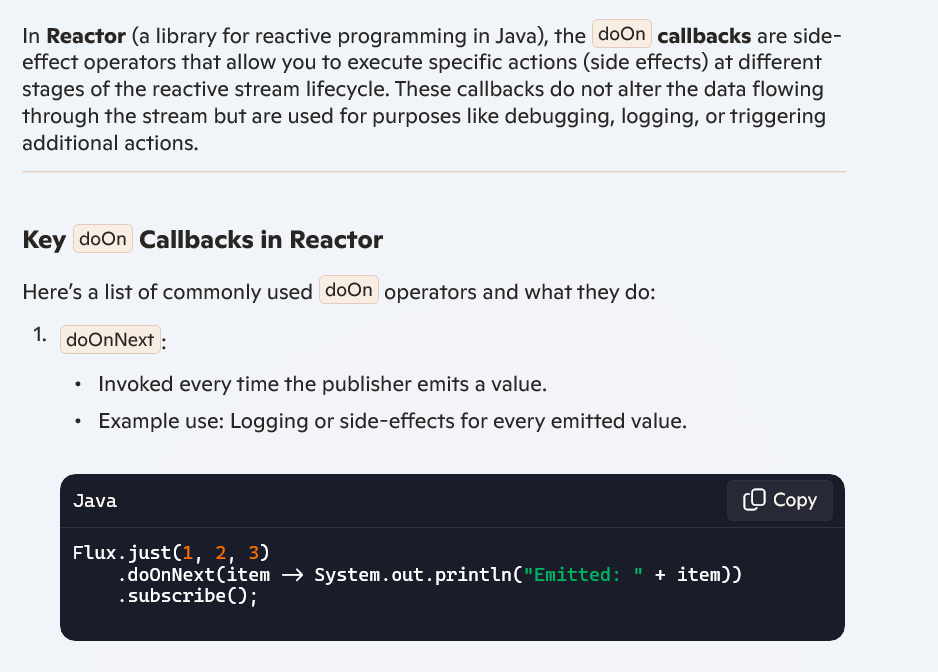 In Reactor (a library for reactive programming in Java), the doOn callbacks are side-
effect operators that allow you to execute specific actions (side effects) at different
stages of the reactive stream lifecycle. These callbacks do not alter the data flowing
through the stream but are used for purposes like debugging, logging, or triggering
additional actions.
Key doOn Callbacks in Reactor
Here’s a list of commonly used doOn operators and what they do:
1. doOnNext:
• Invoked every time the publisher emits a value.
• Example use: Logging or side-effects for every emitted value.
Java Copy
Flux.just(1, 2, 3)
    .doOnNext(item -> System.out.println("Emitted: " + item))
    .subscribe();